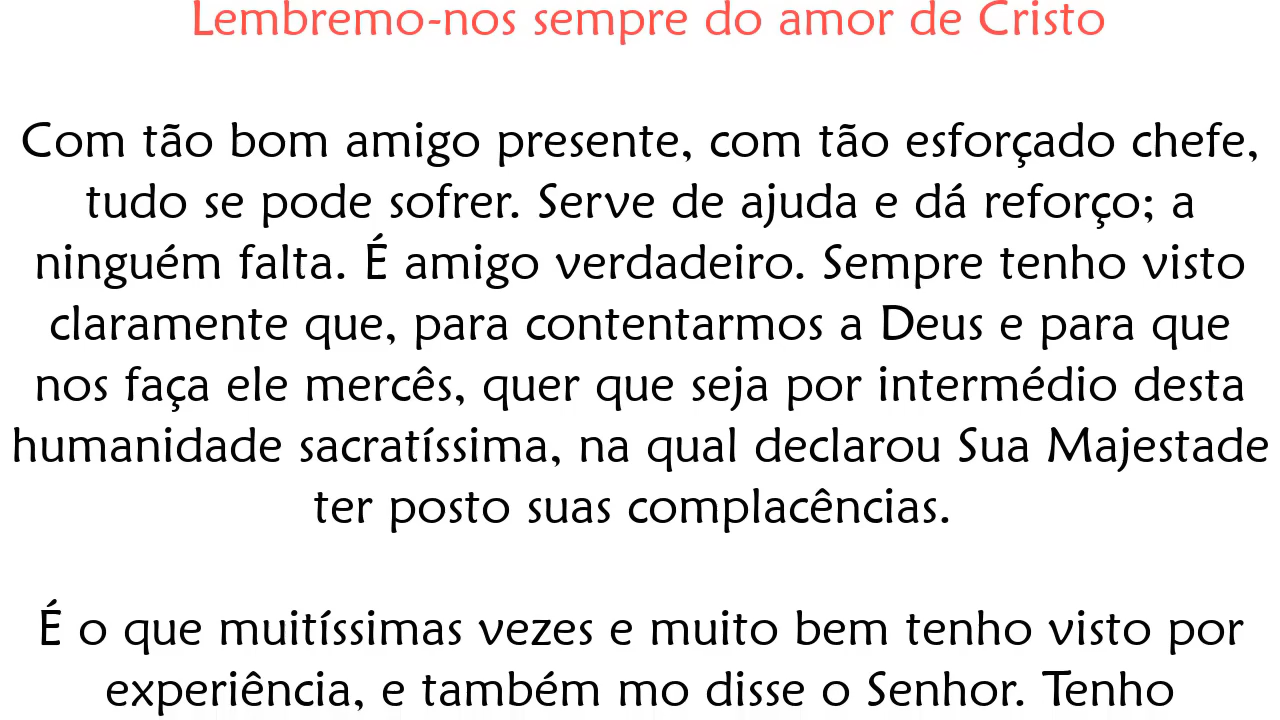 Lembremo-nos sempre do amor de Cristo
Com tão bom amigo presente, com tão esforçado chefe,
tudo se pode sofrer. Serve de ajuda e dá reforço; a
ninguém falta. É amigo verdadeiro. Sempre tenho visto
claramente que, para contentarmos a Deus e para que
nos faça ele mercês, quer que seja por intermédio desta
humanidade sacratíssima, na qual declarou Sua Majestade
ter posto suas complacências.
É o que muitíssimas vezes e muito bem tenho visto por
experiência, e também mo disse o Senhor. Tenho